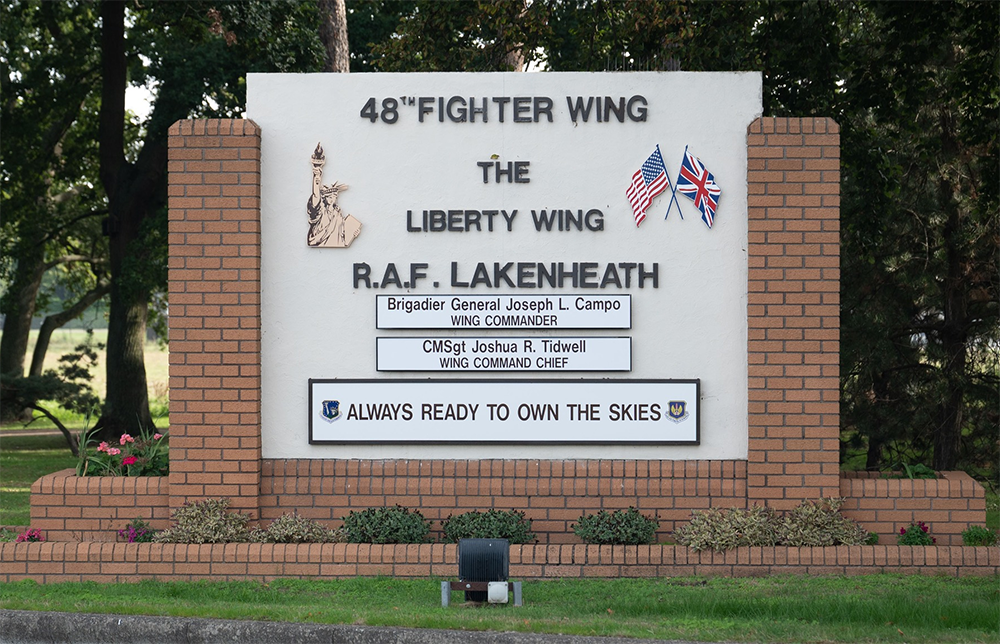 48TH FIGHTER WING
THE
LIBERTY WING
R.A.F. LAKENHEATH
Brigadier General Joseph L. Campo
WING COMMANDER
CMSgt Joshua R. Tidwell
WING COMMAND CHIEF
ALWAYS READY TO OWN THE SKIES